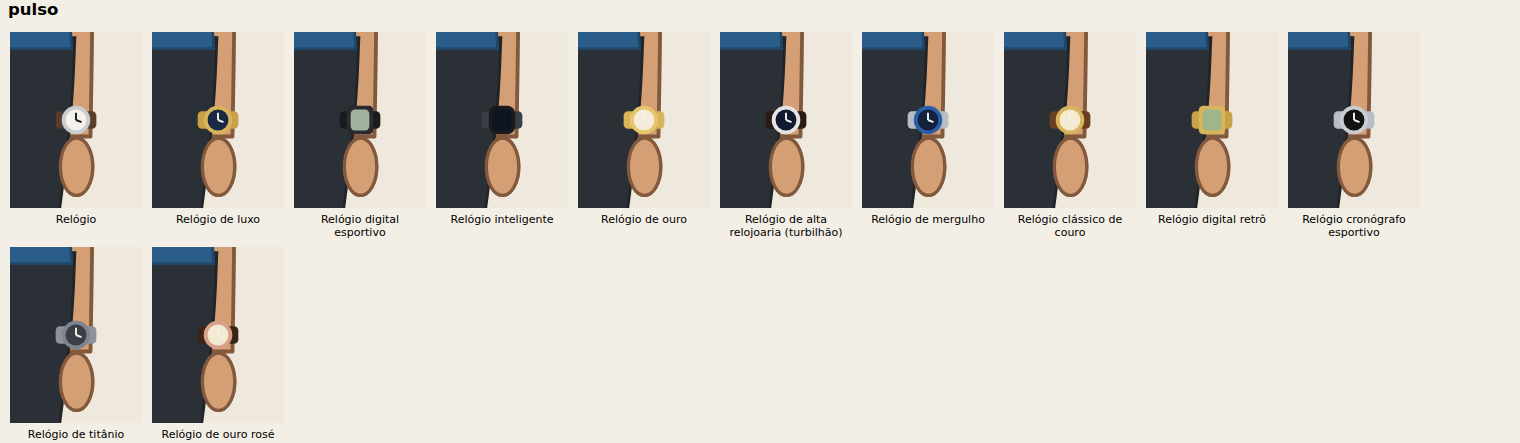 pulso
Relógio
Relógio de luxo
Relógio digital
esportivo
Relógio inteligente
Relógio de ouro
Relógio de alta
relojoaria (turbilhão)
Relógio de mergulho
Relógio clássico de
couro
Relógio digital retrô
Relógio cronógrafo
esportivo
Relógio de titânio
Relógio de ouro rosé